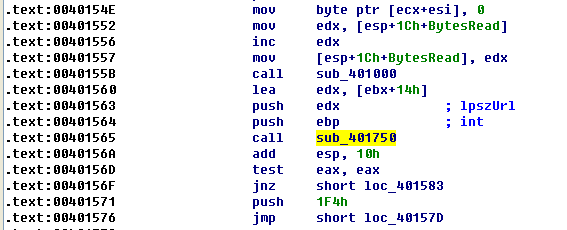 .text:0040154E mov byte ptr [ecx+esi], 0
.text:00401552 mov edx, [esp+1Ch+BytesRead]
.text:00401556 inc edx
.text:00401557 mov [esp+1Ch+BytesRead], edx
.text:0040155B call sub_401000
.text:00401560 lea edx, [ebx+14h]
.text:00401563 push edx ; lpszUrl
.text:00401564 push ebp ; int
.text:00401565 call sub_401750
.text:0040156A add esp, 10h
.text:0040156D test eax, eax
.text:0040156F jnz short loc_401583
.text:00401571 push 1F4h
.text:00401576 jmp short loc_40157D